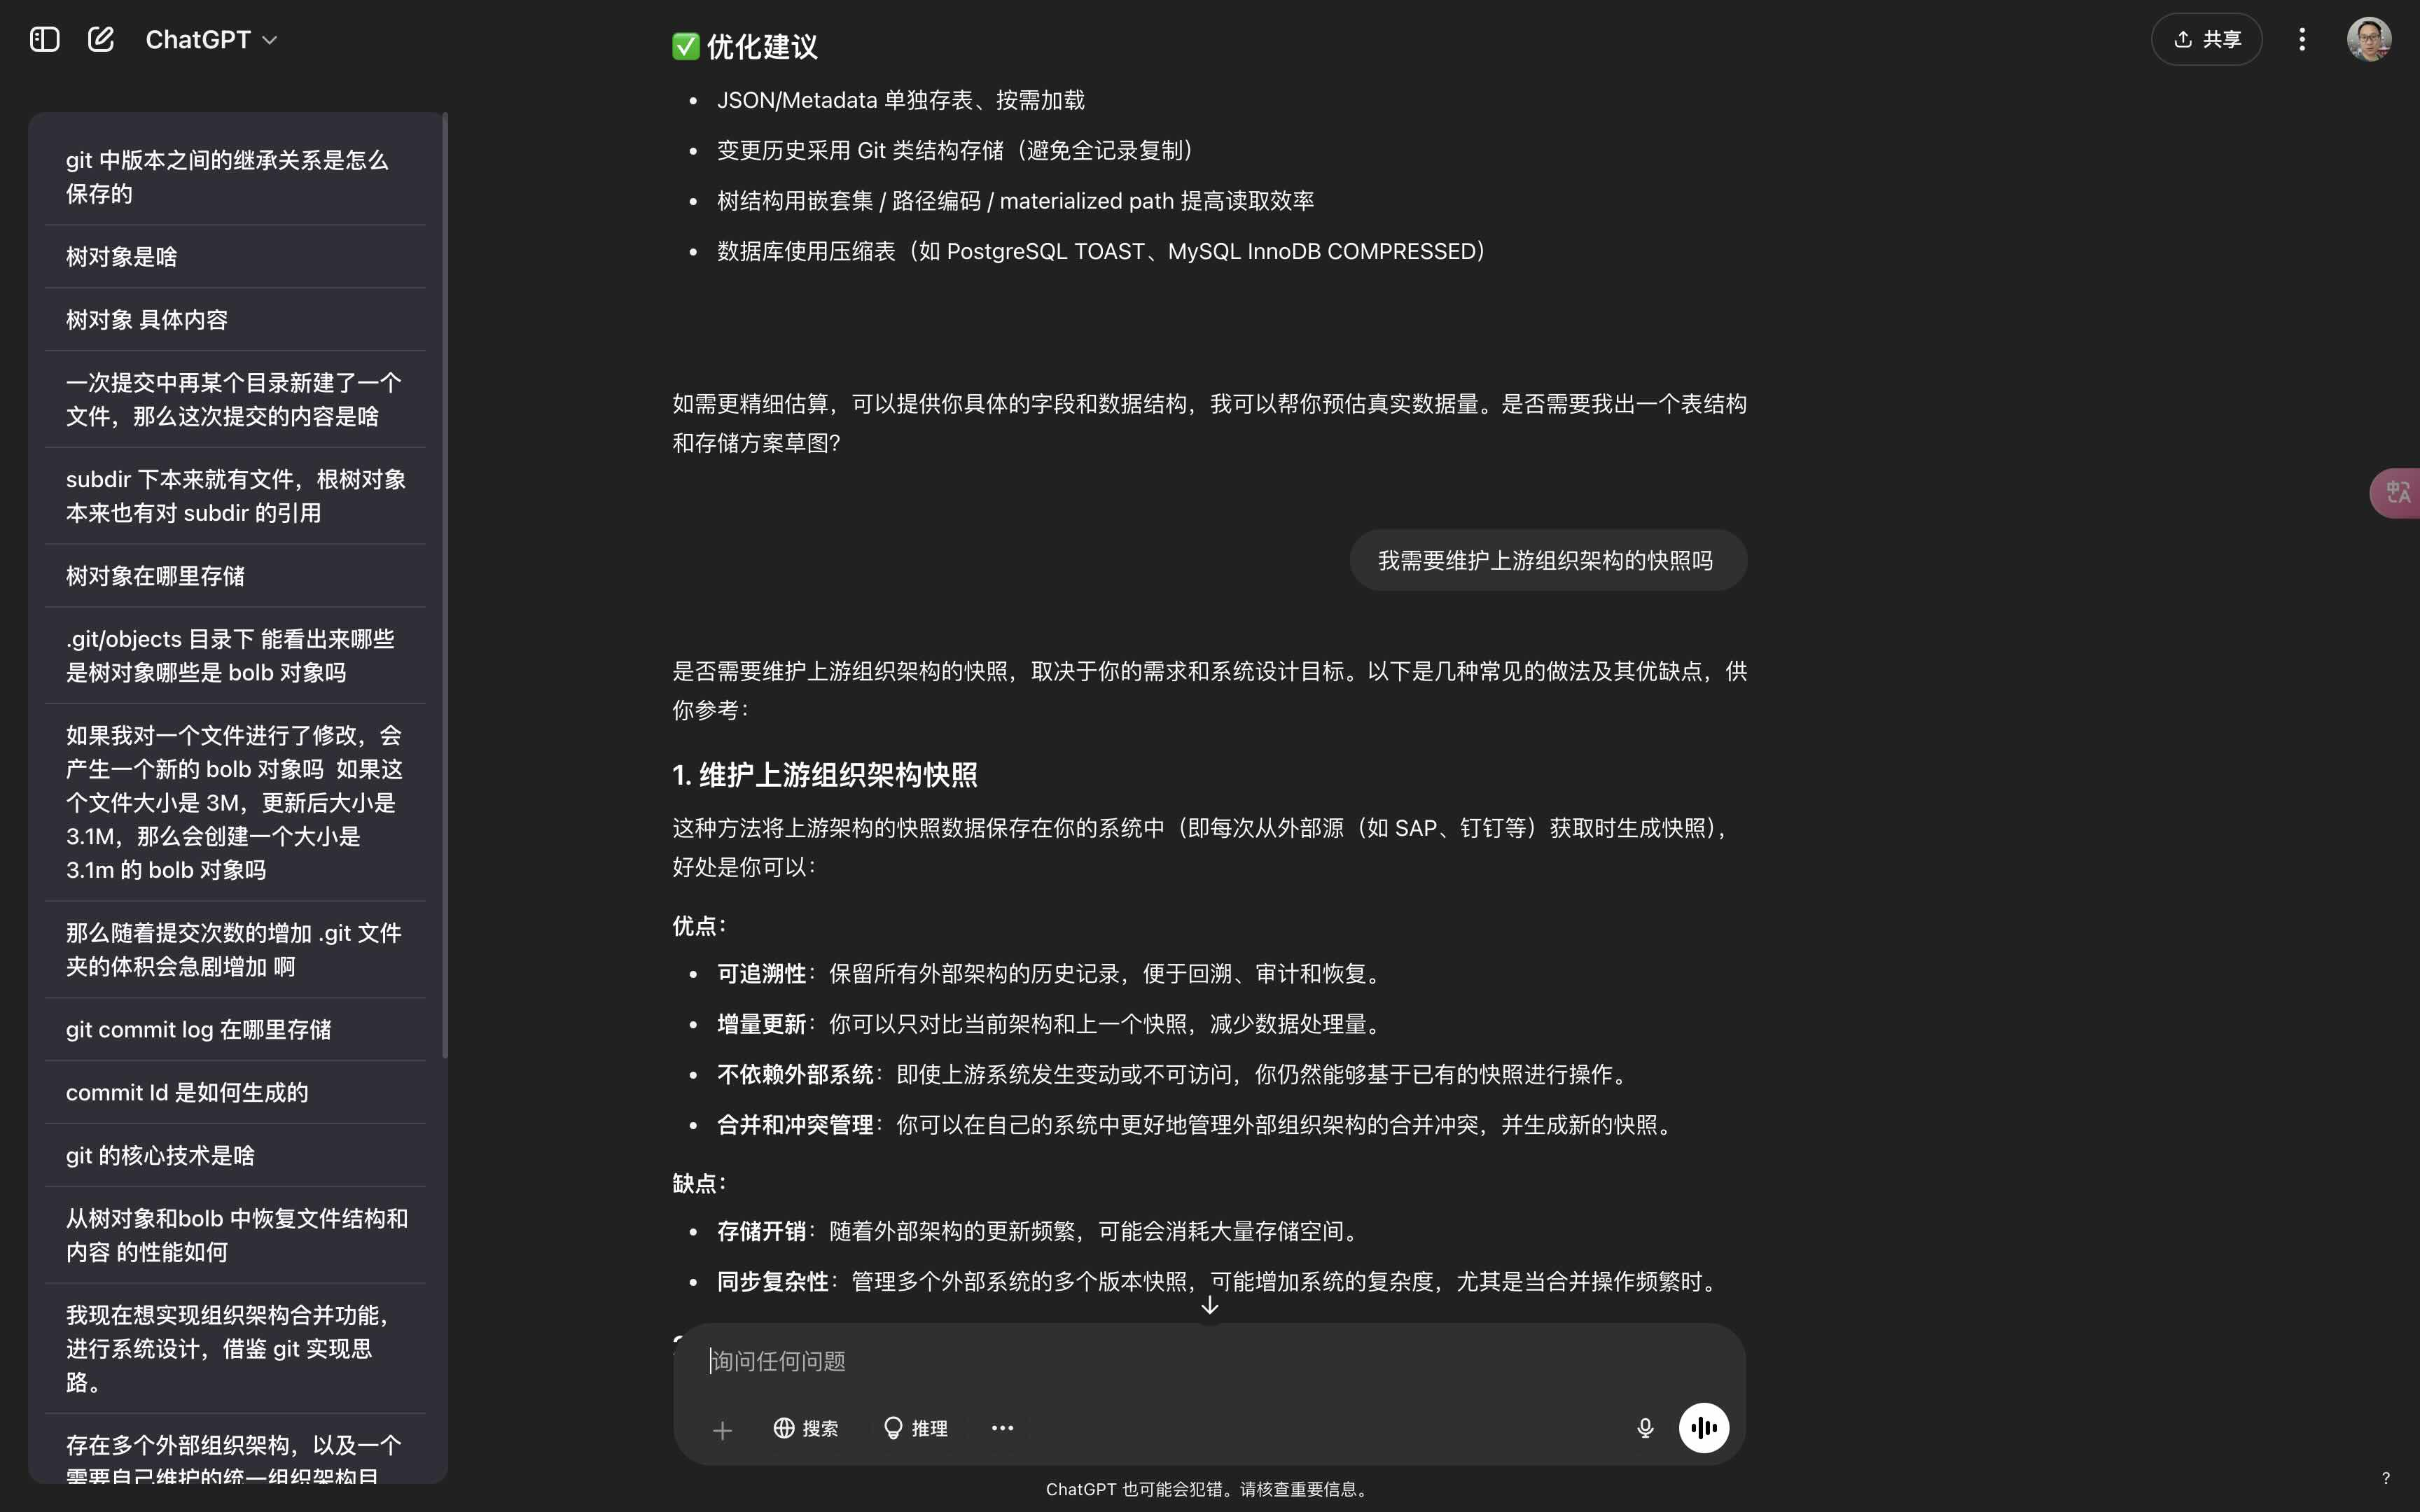 ChatGPT
共享
git 中版本之间的继承关系是怎么
保存的
树对象是啥
树对象 具体内容
一次提交中再某个目录新建了一个
文件，那么这次提交的内容是啥
subdir 下本来就有文件，根树对象
本来也有对 subdir 的引用
树对象在哪里存储
.git/objects 目录下 能看出来哪些
是树对象哪些是 bolb 对象吗
如果我对一个文件进行了修改，会
产生一个新的 bolb 对象吗 如果这
个文件大小是 3M，更新后大小是
3.1M，那么会创建一个大小是
3.1m 的 bolb 对象吗
那么随着提交次数的增加 .git 文件
夹的体积会急剧增加 啊
git commit log 在哪里存储
commit Id 是如何生成的
git 的核心技术是啥
从树对象和bolb 中恢复文件结构和
内容 的性能如何
我现在想实现组织架构合并功能，
进行系统设计，借鉴 git 实现思
路。
存在多个外部组织架构，以及一个
需要自己维护的统一组织架构目
✅ 优化建议
• JSON/Metadata 单独存表、按需加载
• 变更历史采用 Git 类结构存储（避免全记录复制）
• 树结构用嵌套集 / 路径编码 / materialized path 提高读取效率
• 数据库使用压缩表（如 PostgreSQL TOAST、MySQL InnoDB COMPRESSED）
如需更精细估算，可以提供你具体的字段和数据结构，我可以帮你预估真实数据量。是否需要我出一个表结构
和存储方案草图？
我需要维护上游组织架构的快照吗
是否需要维护上游组织架构的快照，取决于你的需求和系统设计目标。以下是几种常见的做法及其优缺点，供
你参考：
1. 维护上游组织架构快照
这种方法将上游架构的快照数据保存在你的系统中（即每次从外部源（如 SAP、钉钉等）获取时生成快照），
好处是你可以：
优点：
• 可追溯性：保留所有外部架构的历史记录，便于回溯、审计和恢复。
• 增量更新：你可以只对比当前架构和上一个快照，减少数据处理量。
• 不依赖外部系统：即使上游系统发生变动或不可访问，你仍然能够基于已有的快照进行操作。
• 合并和冲突管理：你可以在自己的系统中更好地管理外部组织架构的合并冲突，并生成新的快照。
缺点：
• 存储开销：随着外部架构的更新频繁，可能会消耗大量存储空间。
• 同步复杂性：管理多个外部系统的多个版本快照，可能增加系统的复杂度，尤其是当合并操作频繁时。
询问任何问题
搜索
推理
ChatGPT 也可能会犯错。请核查重要信息。
?